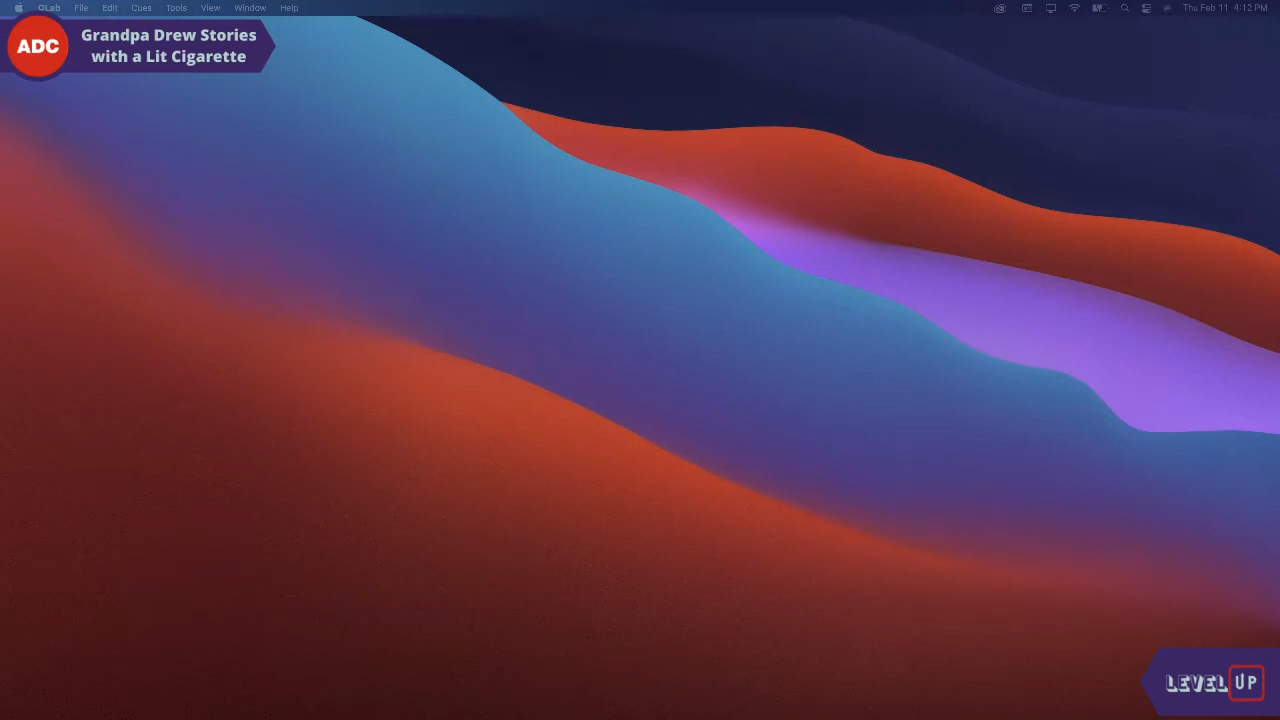 QLab File Edit Cues Tools View Window Help Thu Feb 11 4:12 PM
ADC
Grandpa Drew Stories
with a Lit Cigarette
LEVEL UP